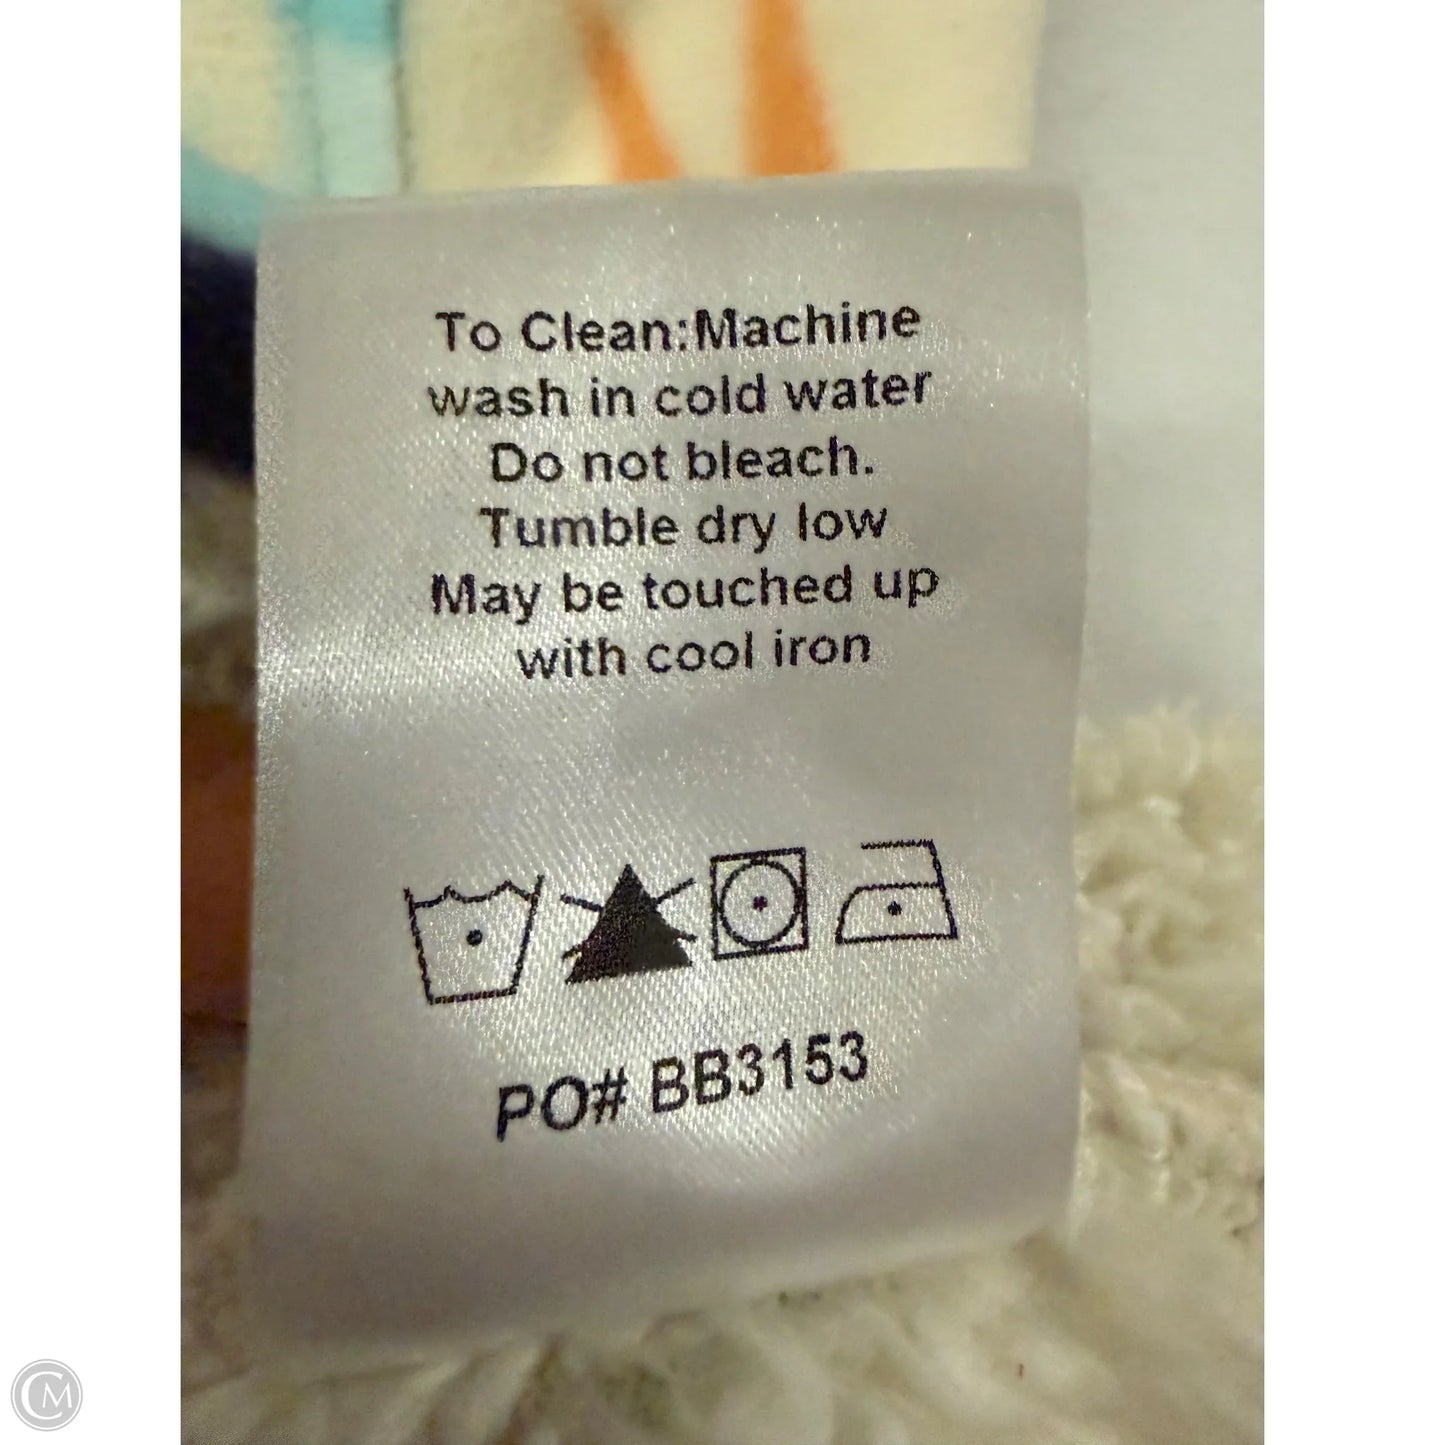 To Clean:Machine
wash in cold water
Do not bleach.
Tumble dry low
May be touched up
with cool iron
PO# BB3153
CM